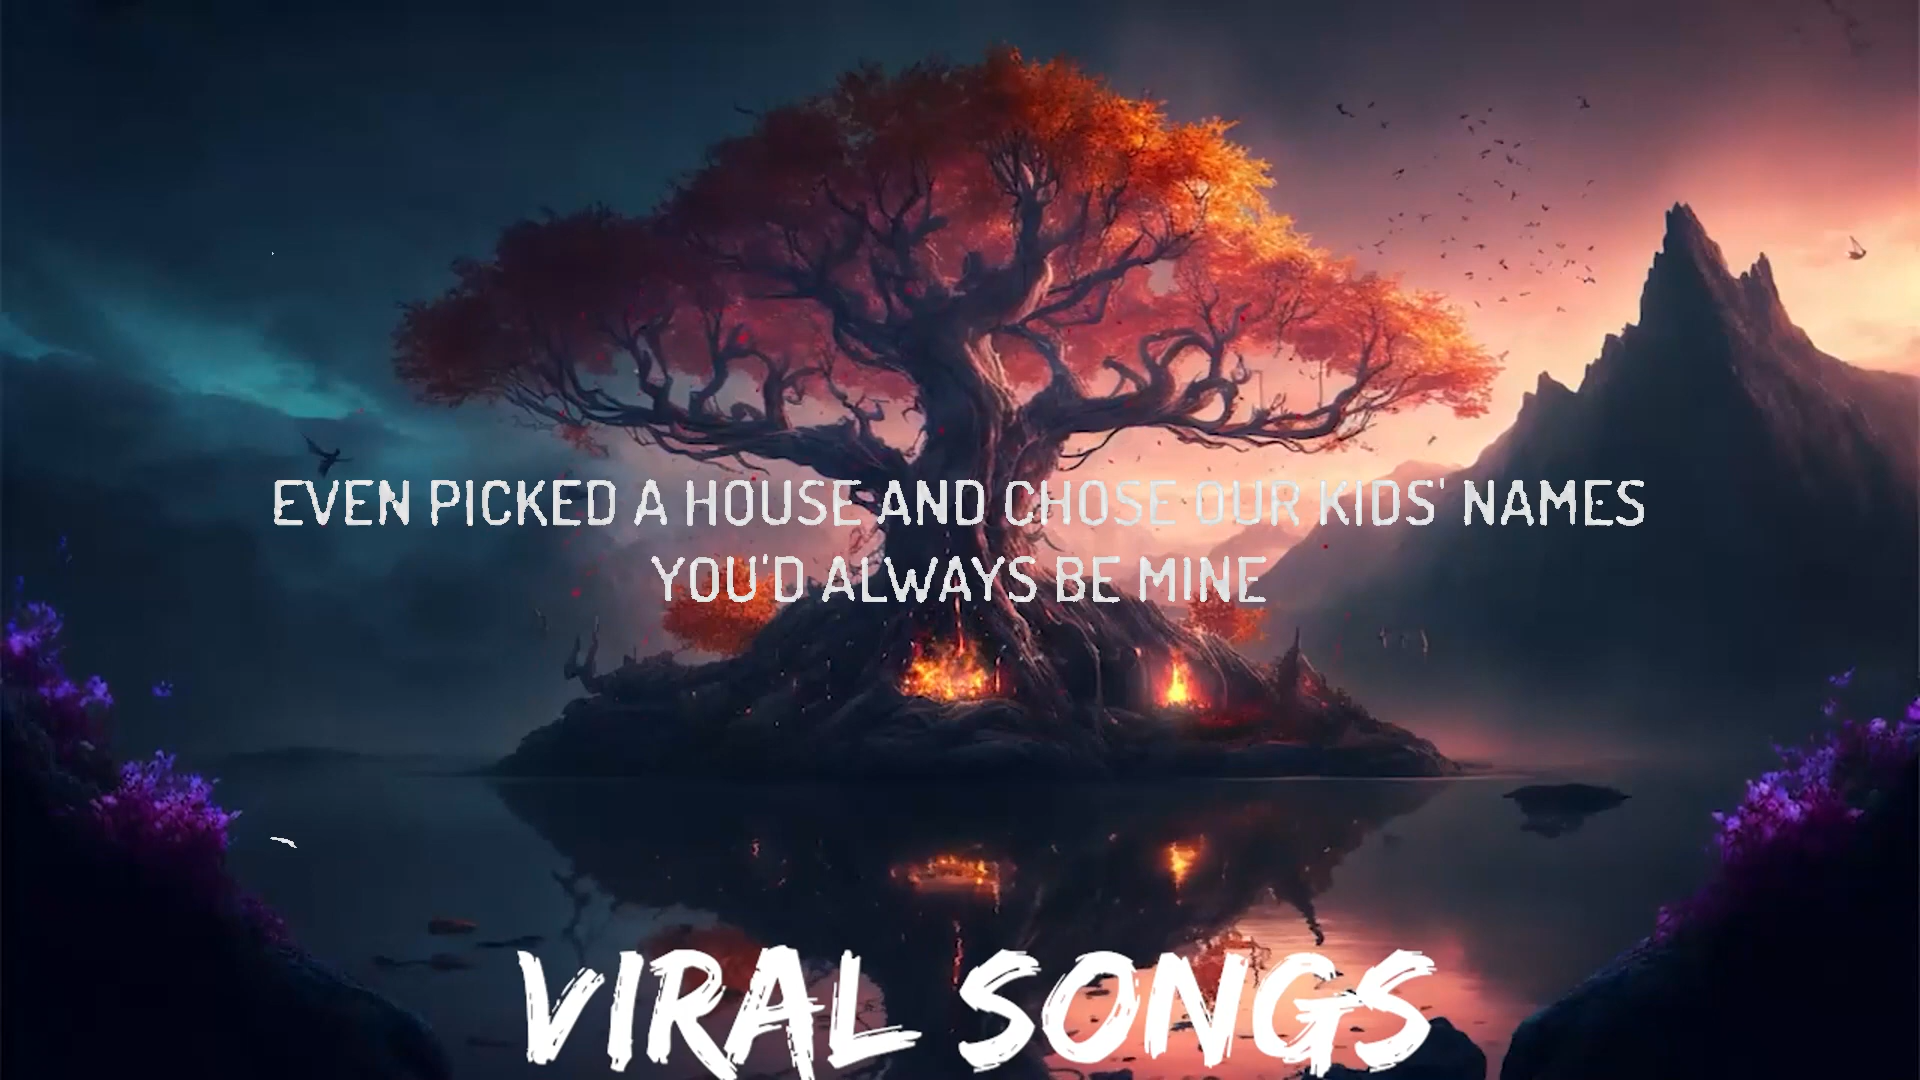 EVEN PICKED A HOUSE AND CHOSE OUR KIDS' NAMES
YOU'D ALWAYS BE MINE
VIRAL SONGS